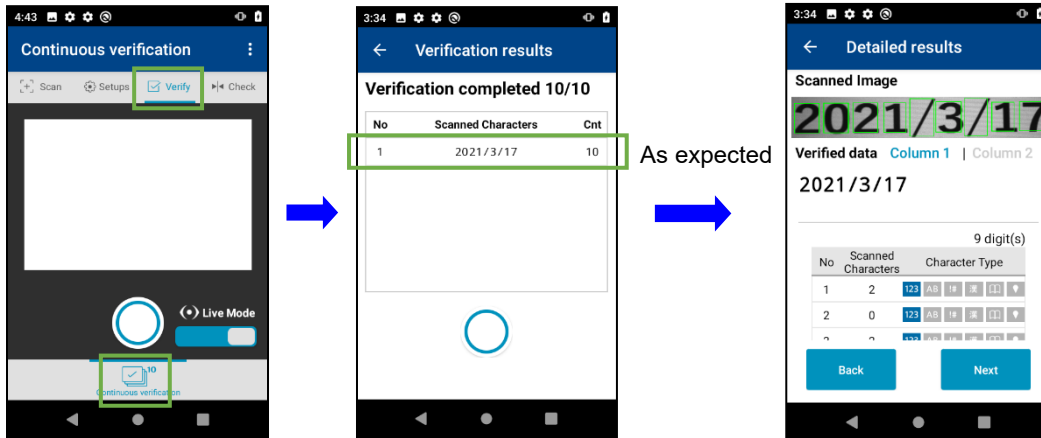 4:43
Continuous verification
Scan Setups Verify Check
Live Mode
10
Continuous verification
3:34
Verification results
Verification completed 10/10
No Scanned Characters Cnt
1 2021/3/17 10
As expected
3:34
Detailed results
Scanned Image
2021/3/17
Verified data Column 1 | Column 2
2021/3/17
9 digit(s)
No Scanned Characters Character Type
1 2 123 AB !#
2 0 123 AB !#
Back Next